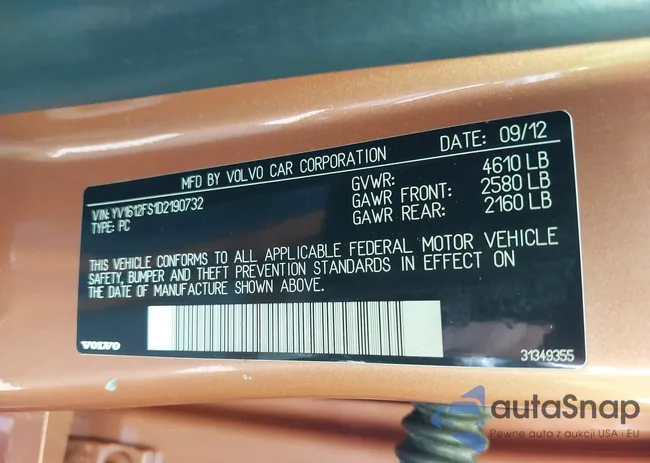 MFD BY VOLVO CAR CORPORATION DATE: 09/12
VIN: YV1612FS1D2190732
TYPE: PC
GVWR: 4610 LB
GAWR FRONT: 2580 LB
GAWR REAR: 2160 LB
THIS VEHICLE CONFORMS TO ALL APPLICABLE FEDERAL MOTOR VEHICLE
SAFETY, BUMPER AND THEFT PREVENTION STANDARDS IN EFFECT ON
THE DATE OF MANUFACTURE SHOWN ABOVE.
VOLVO
31349355
autaSnap
Pewne auta z aukcji USA i EU